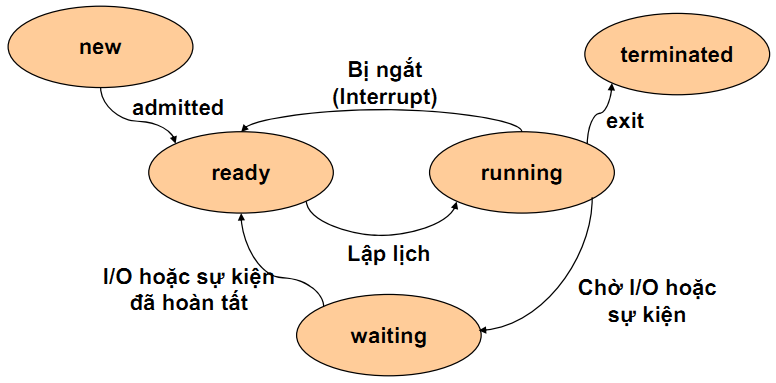 new
terminated
Bị ngắt
(Interrupt)
admitted
exit
ready
running
Lập lịch
I/O hoặc sự kiện
đã hoàn tất
Chờ I/O hoặc
sự kiện
waiting